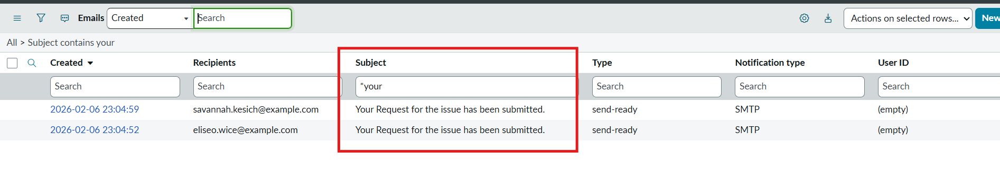 Emails Created Search Actions on selected rows... New
All > Subject contains your
Created Recipients Subject Type Notification type User ID
Search Search *your Search Search Search
2026-02-06 23:04:59 savannah.kesich@example.com Your Request for the issue has been submitted. send-ready SMTP (empty)
2026-02-06 23:04:52 eliseo.wice@example.com Your Request for the issue has been submitted. send-ready SMTP (empty)